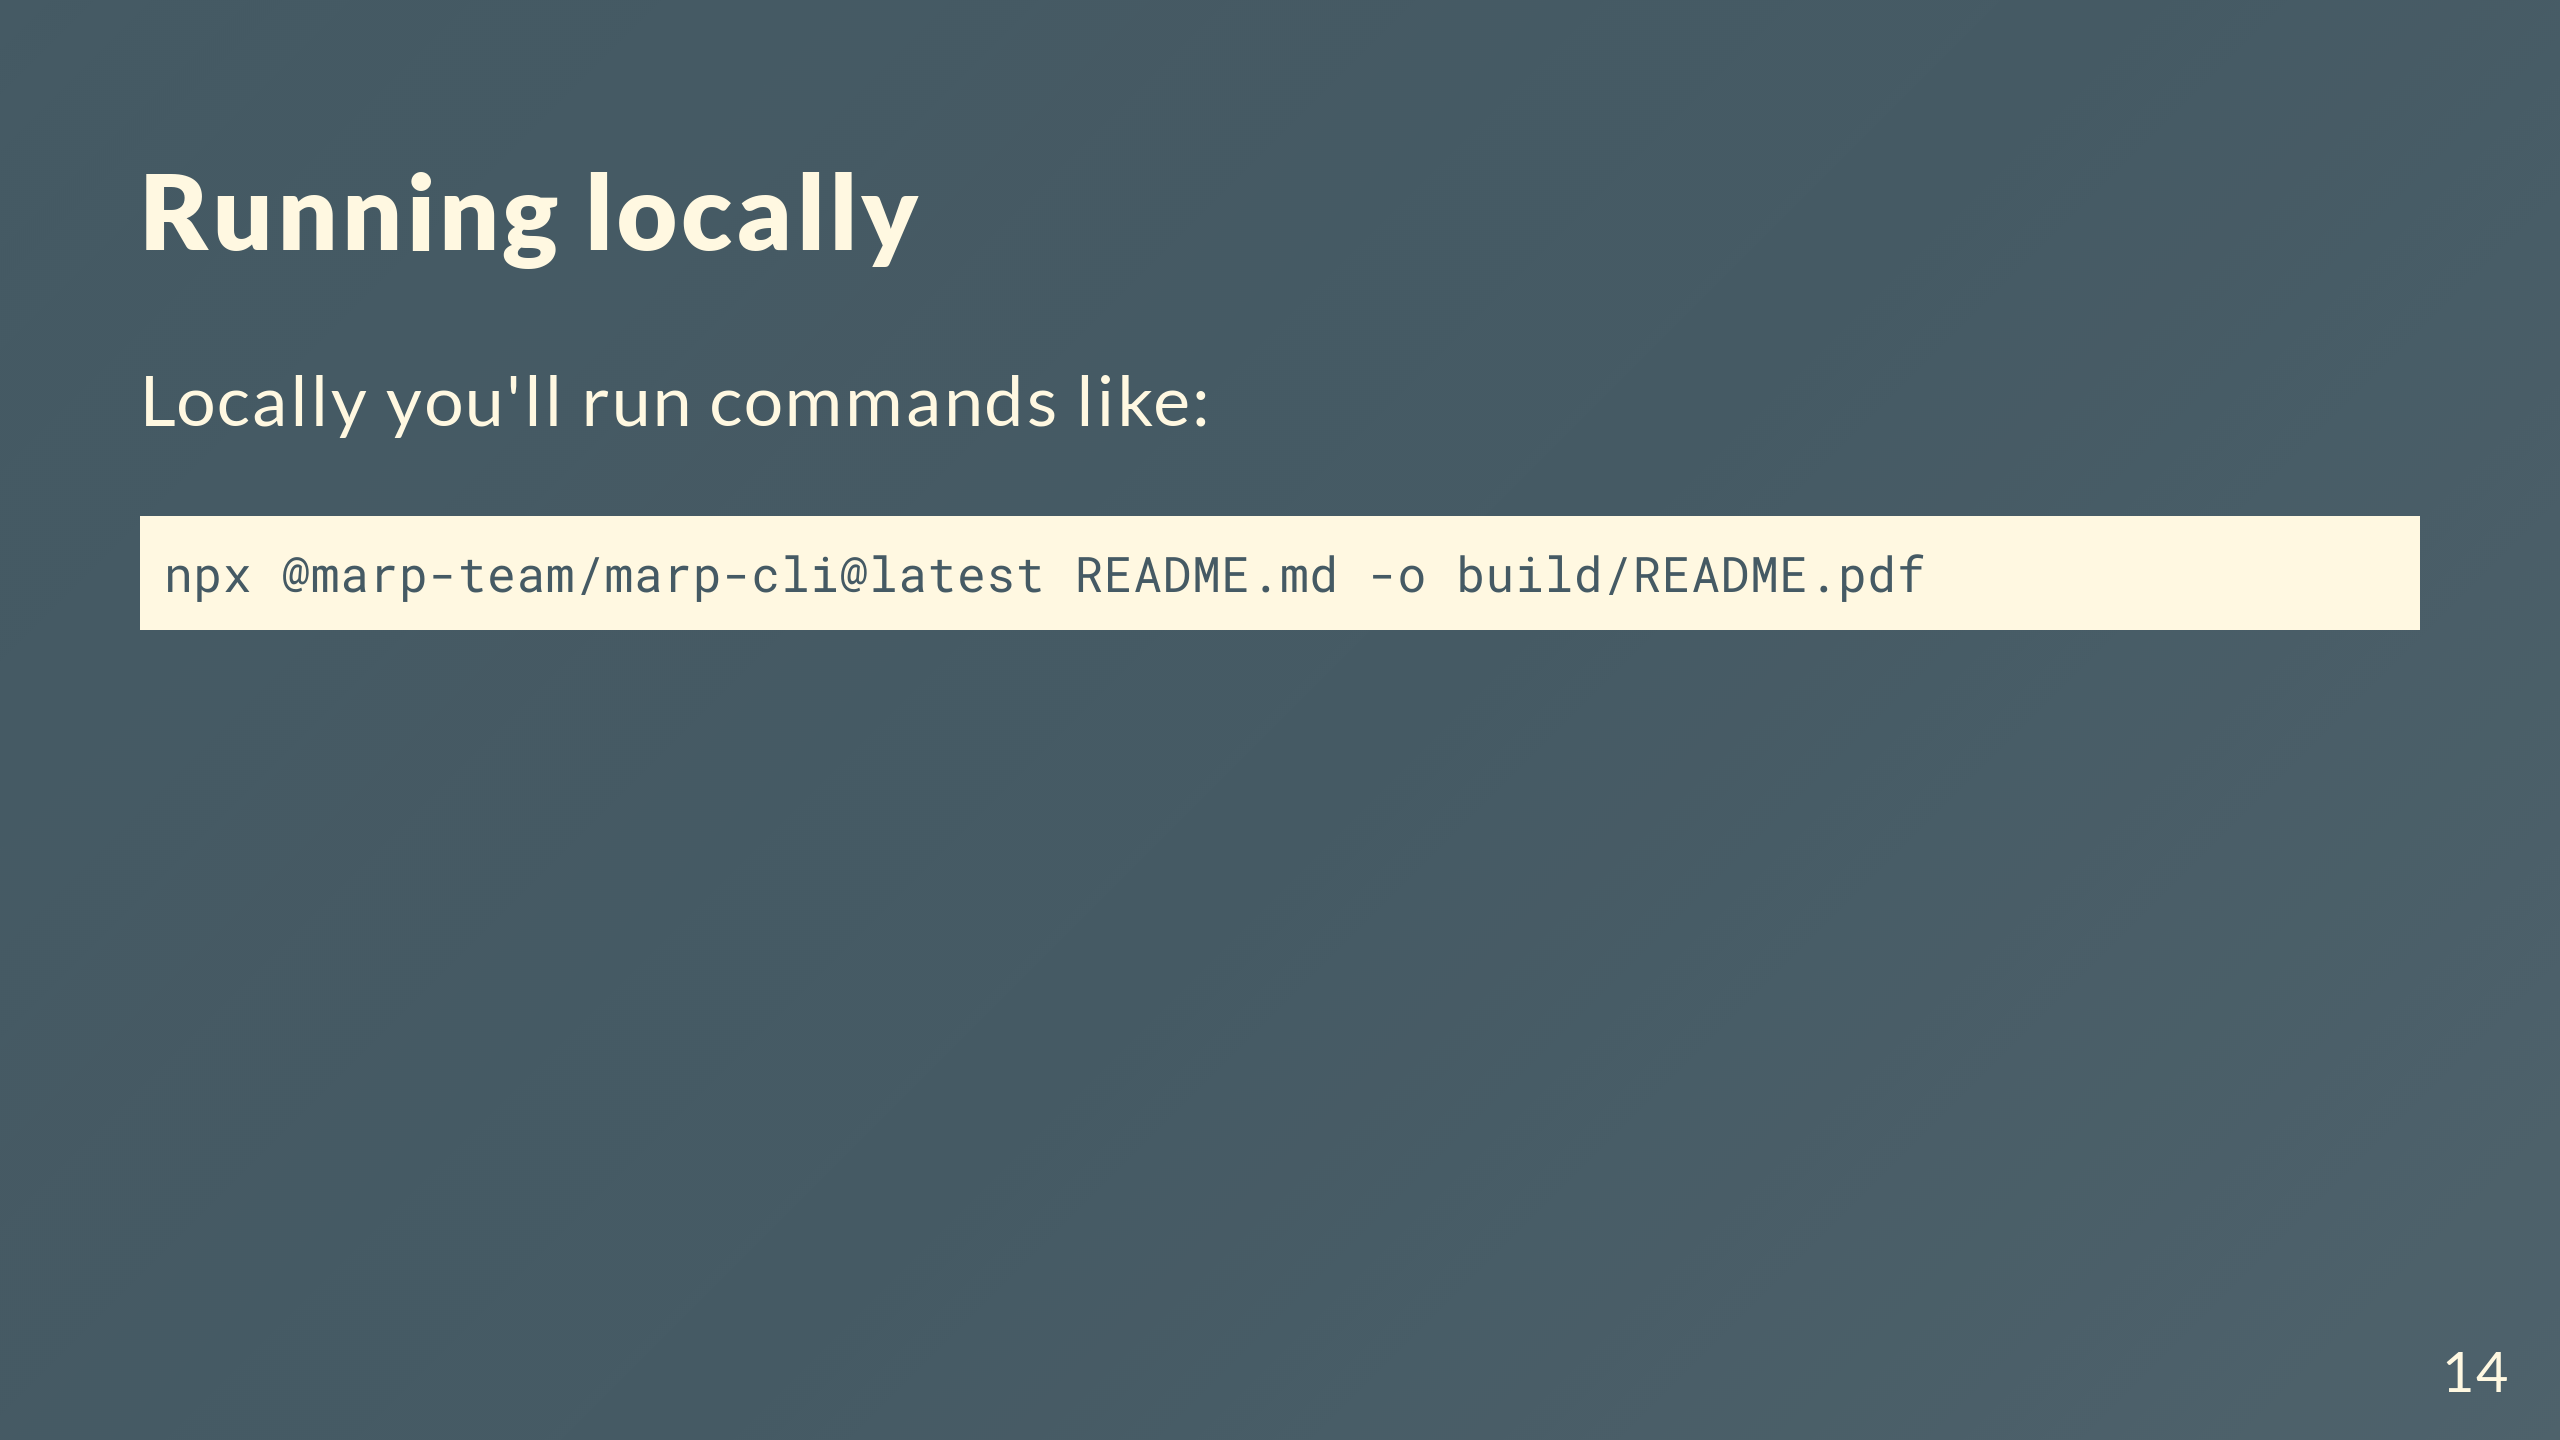 Running locally
Locally you'll run commands like:
npx @marp-team/marp-cli@latest README.md -o build/README.pdf
14